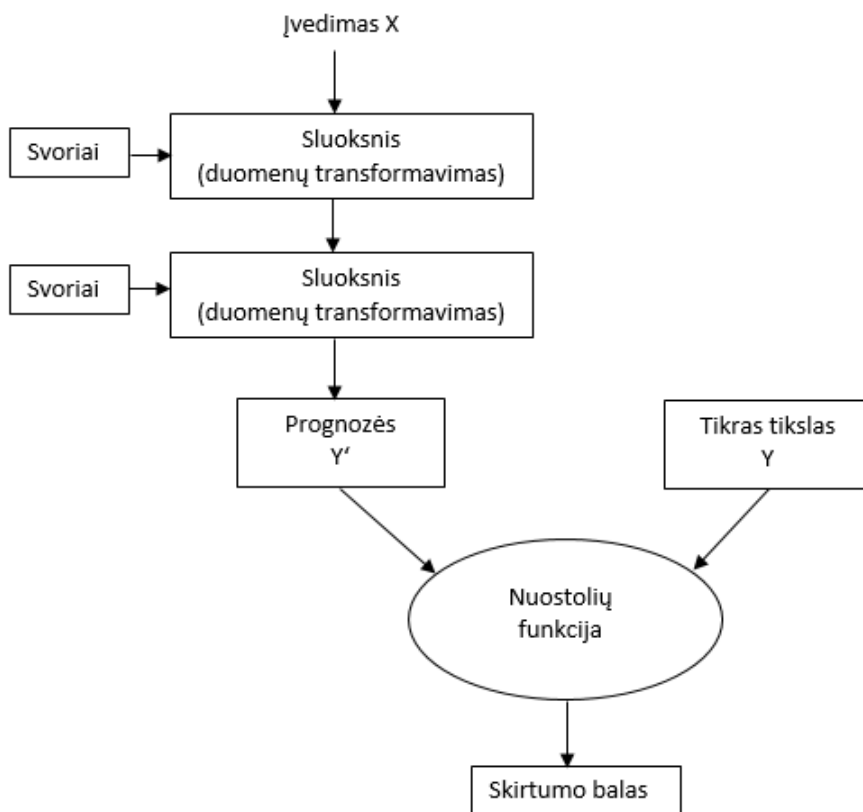 Įvedimas X
Svoriai
Sluoksnis
(duomenų transformavimas)
Svoriai
Sluoksnis
(duomenų transformavimas)
Prognozės
Y‘
Tikras tikslas
Y
Nuostolių
funkcija
Skirtumo balas